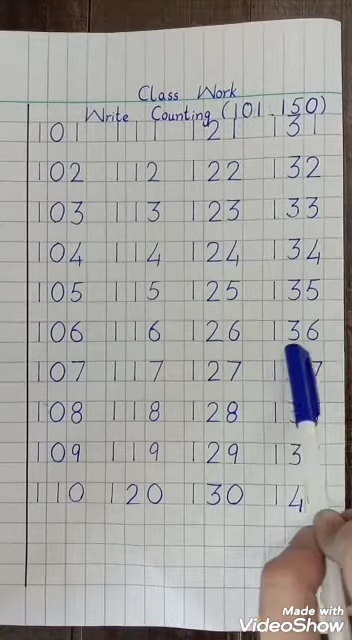 Class Work
Write Counting (101-150)
101 111 121 131
102 112 122 132
103 113 123 133
104 114 124 134
105 115 125 135
106 116 126 136
107 117 127
108 118 128
109 119 129
110 120 130
Made with
VideoShow